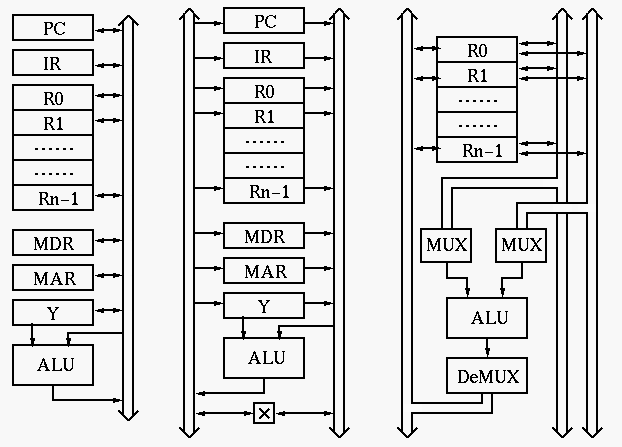 PC
IR
R0
R1
......
......
Rn-1
MDR
MAR
Y
ALU
PC
IR
R0
R1
......
......
Rn-1
MDR
MAR
Y
ALU
R0
R1
......
......
Rn-1
MUX MUX
ALU
DeMUX